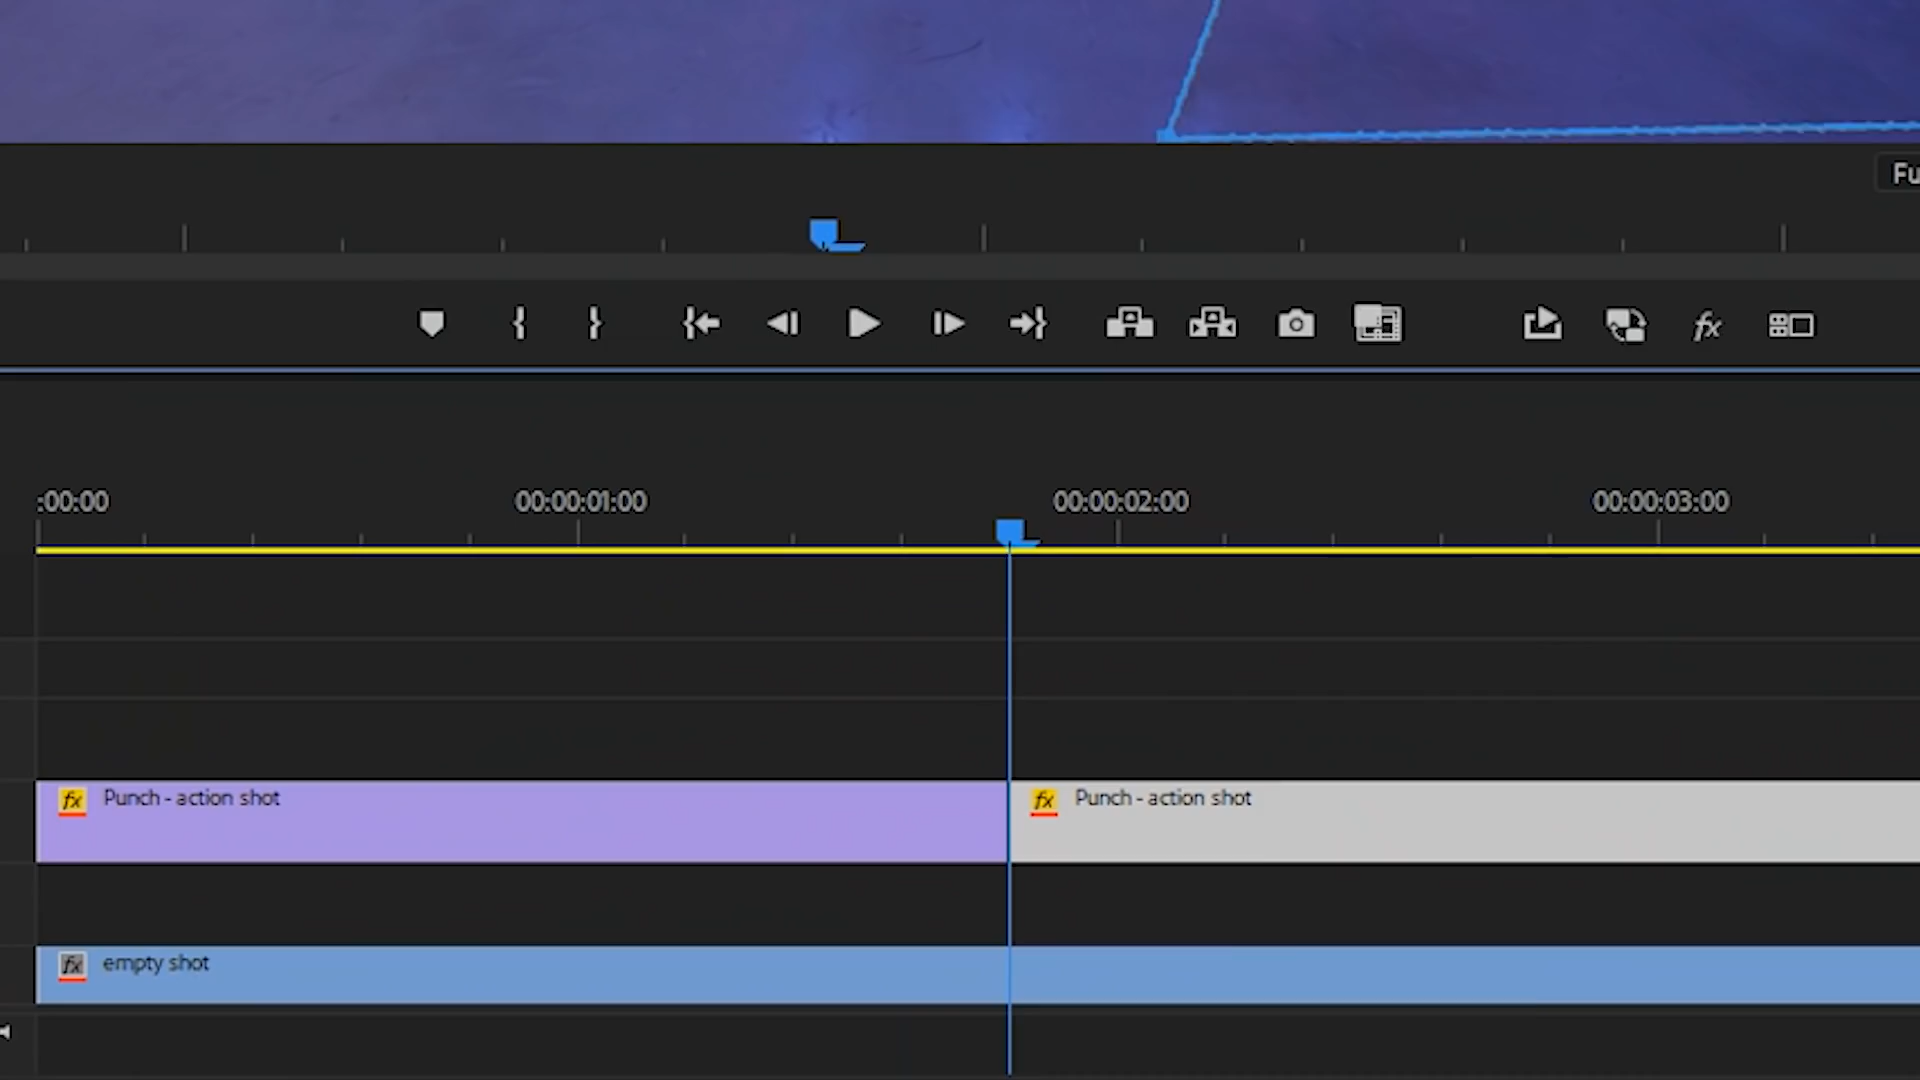 Fu
:00:00 00:00:01:00 00:00:02:00 00:00:03:00
fx Punch - action shot fx Punch - action shot
fx empty shot